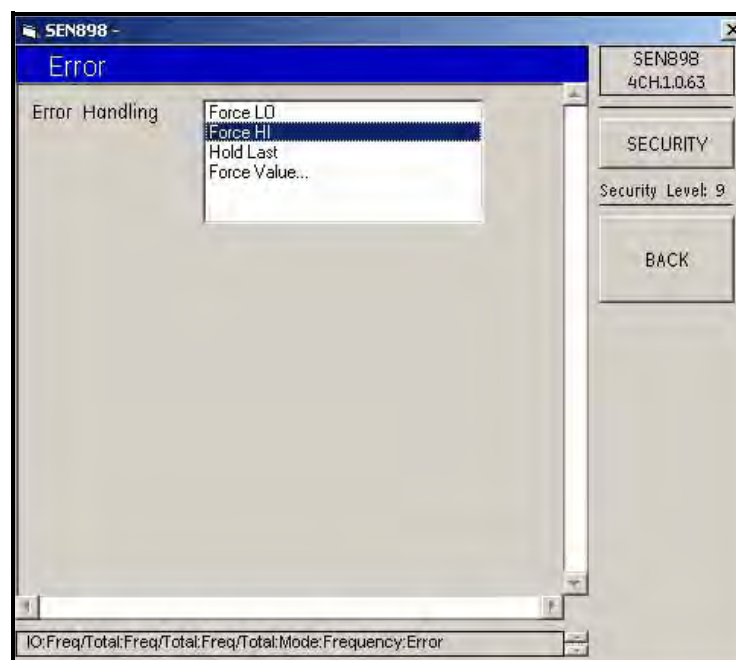 SEN898 -
Error
SEN898
4CH.1.0.63
Error Handling
Force LO
Force HI
Hold Last
Force Value...
SECURITY
Security Level: 9
BACK
IO:Freq/Total:Freq/Total:Freq/Total:Mode:Frequency:Error